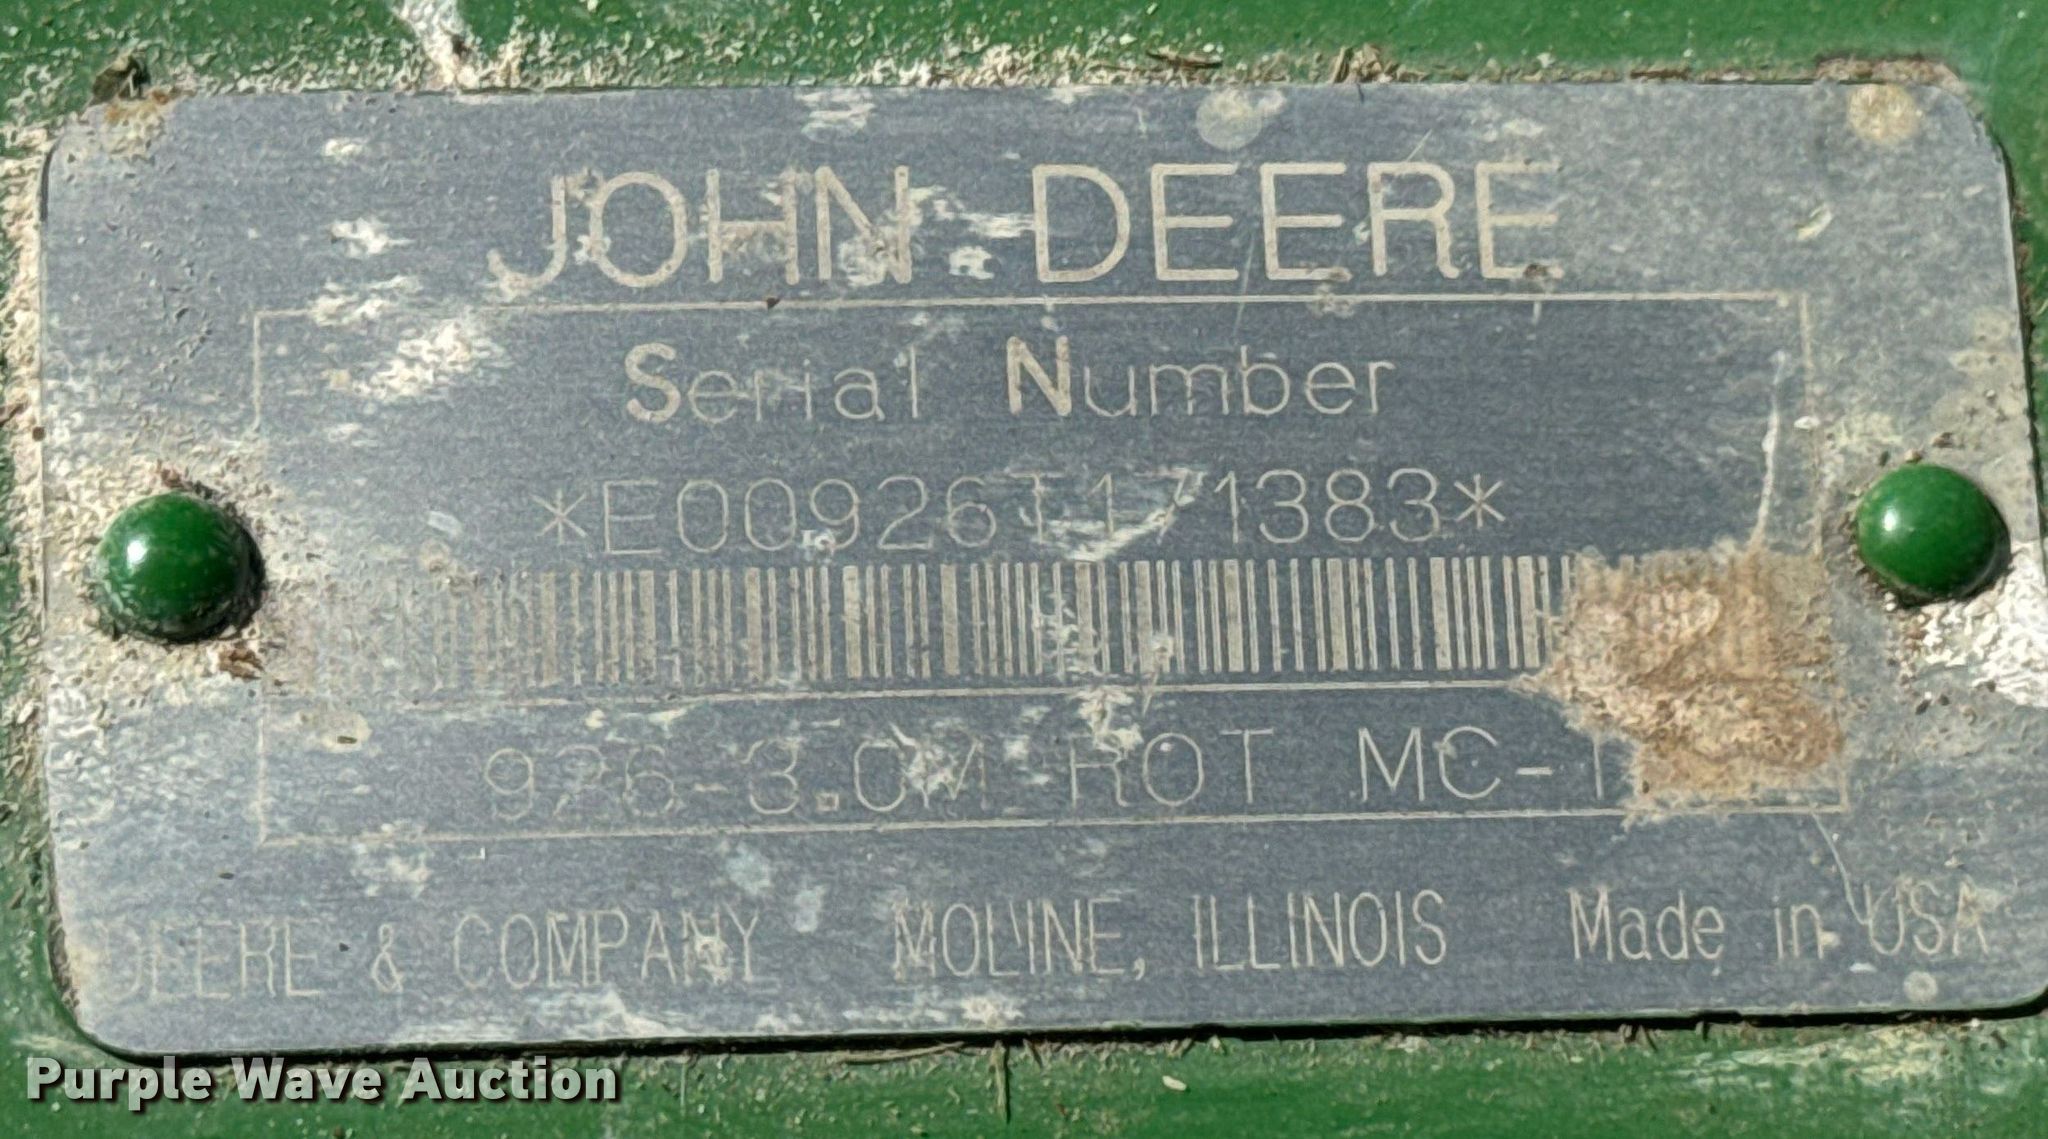 JOHN DEERE
Serial Number
*E00926T171383*
926-3.0M ROT MC-T
DEERE & COMPANY MOLINE, ILLINOIS Made in USA
Purple Wave Auction